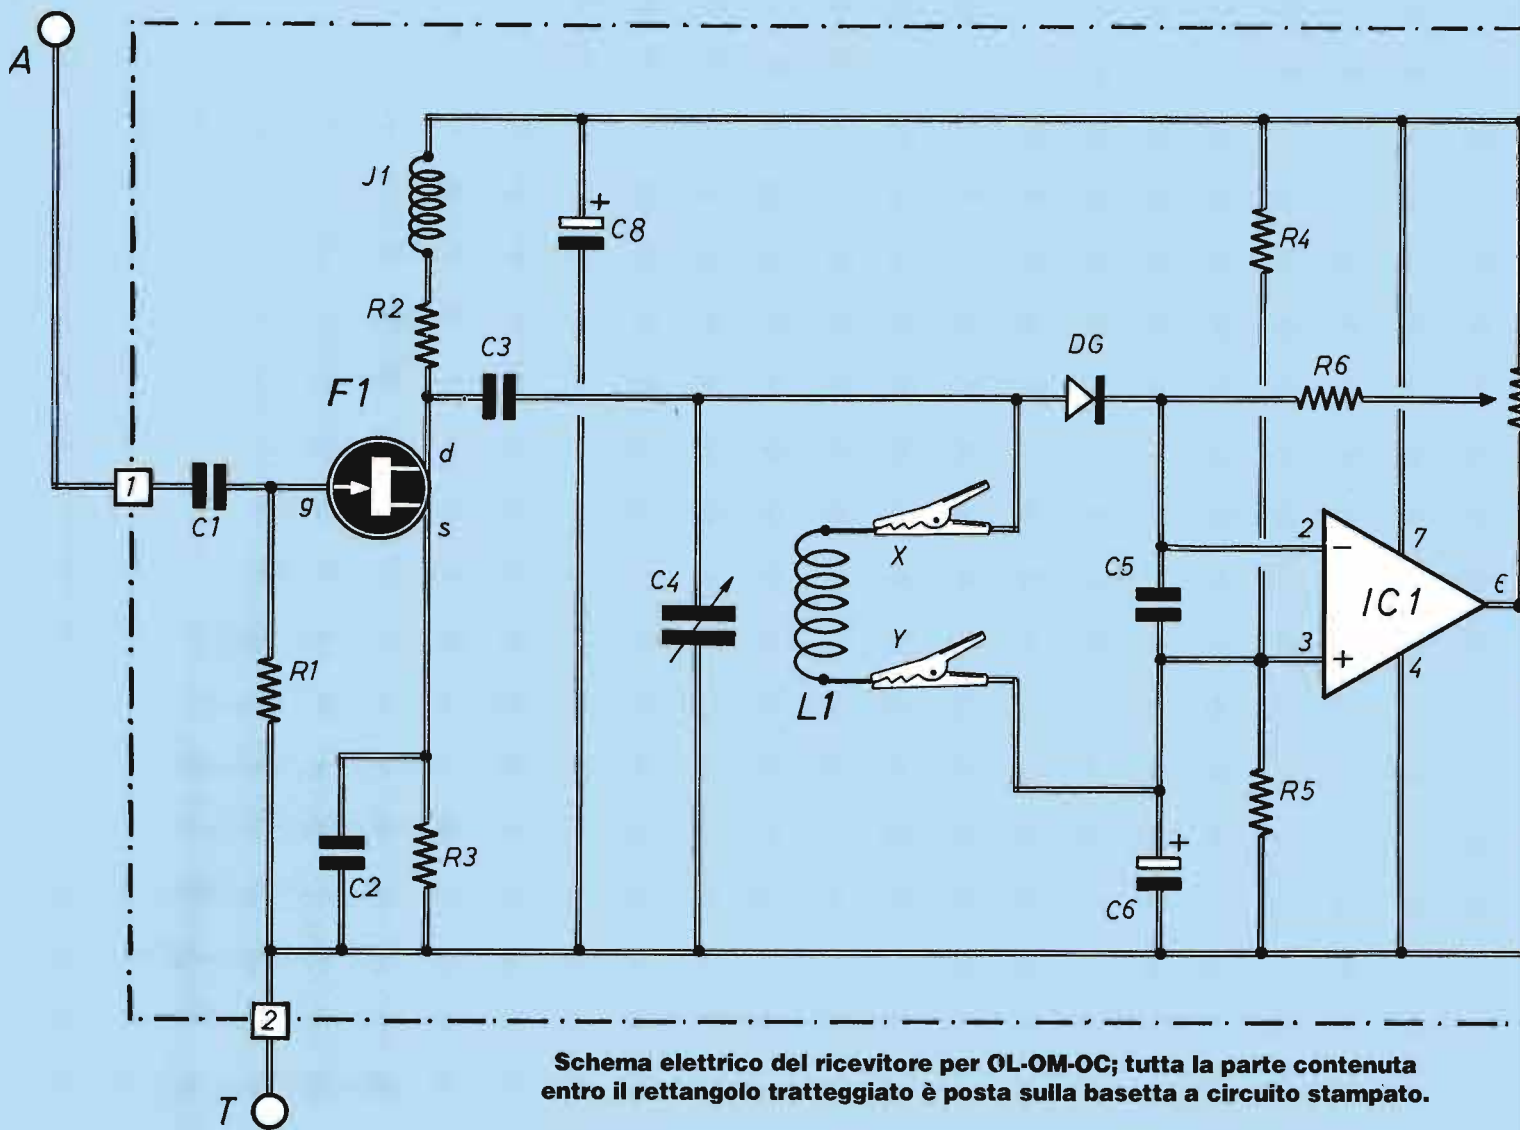 A
J1
+
C8
R4
R2
C3
DG
R6
F1
d
1
C1
g
s
2
7
−
C4
X
C5
IC1
6
Y
3
+
4
R1
L1
R5
+
R3
C2
C6
2
Schema elettrico del ricevitore per OL-OM-OC; tutta la parte contenuta
entro il rettangolo tratteggiato è posta sulla basetta a circuito stampato.
T